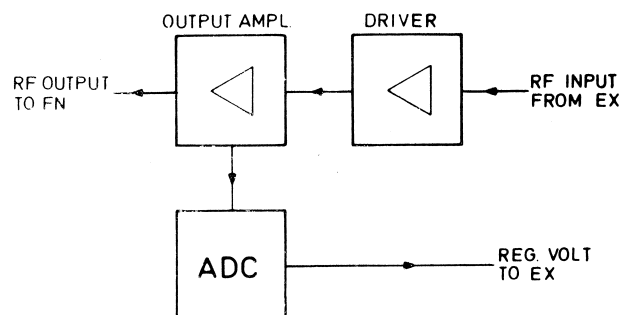 OUTPUT AMPL.
DRIVER
RF OUTPUT
TO FN
RF INPUT
FROM EX
ADC
REG. VOLT
TO EX